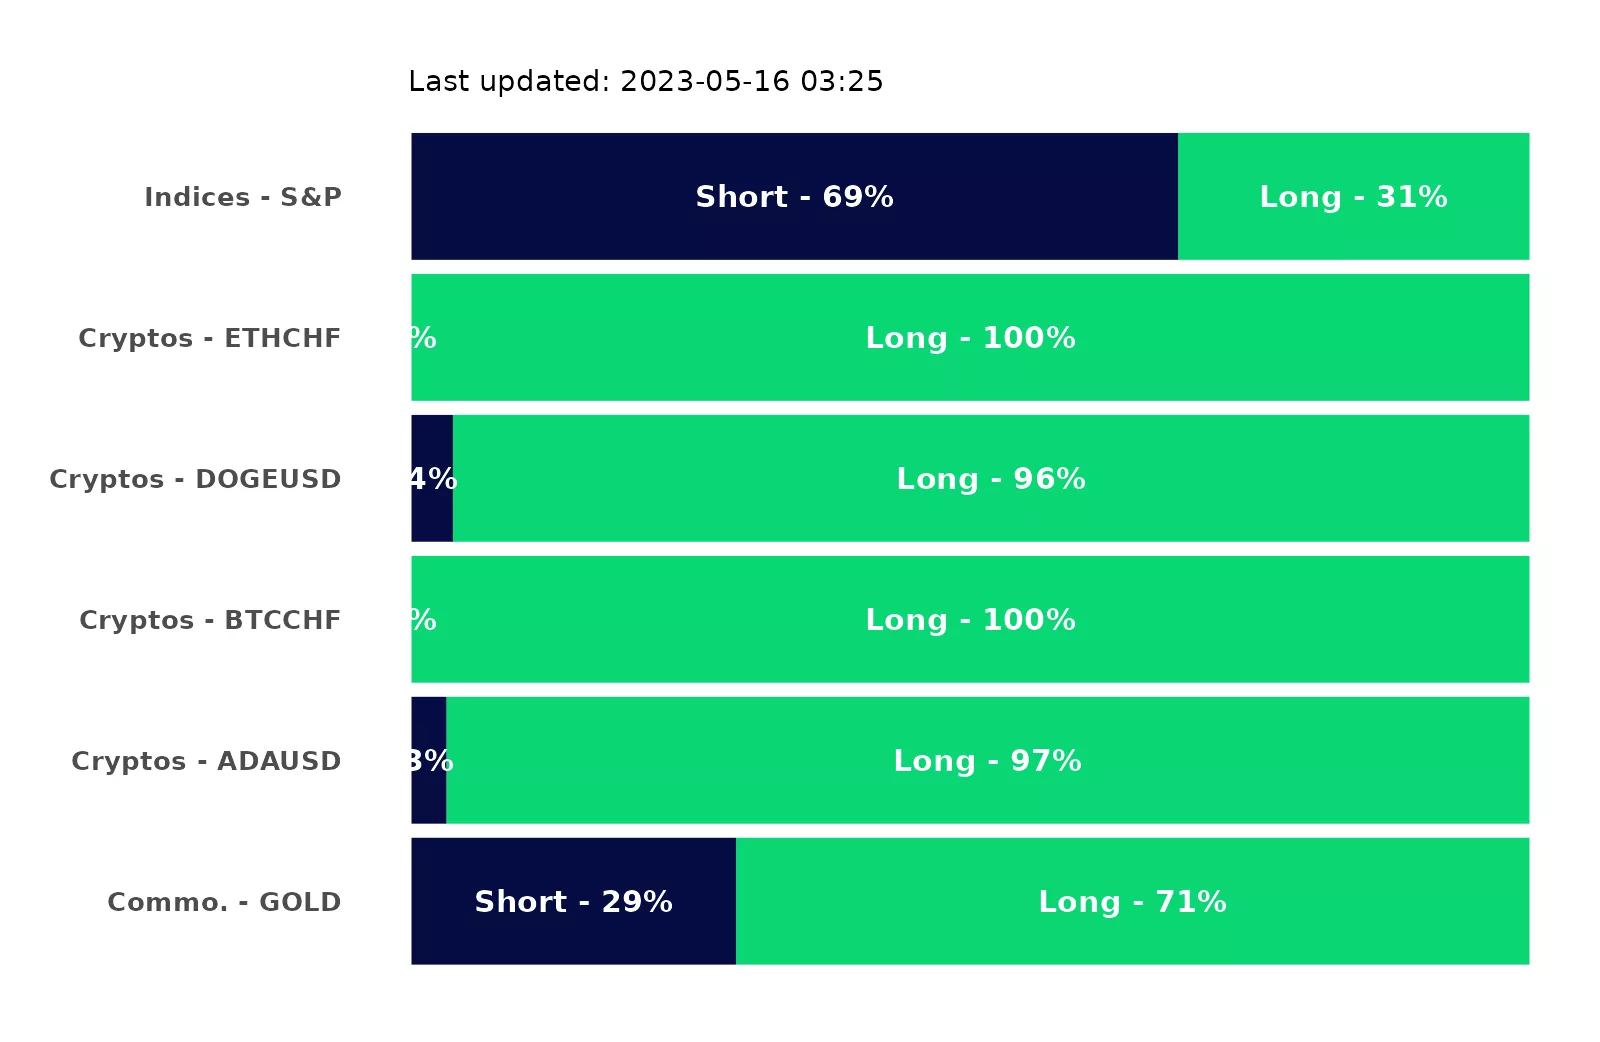 Last updated: 2023-05-16 03:25
Indices - S&P
Short - 69%
Long - 31%
Cryptos - ETHCHF
%
Long - 100%
Cryptos - DOGEUSD
4%
Long - 96%
Cryptos - BTCCHF
%
Long - 100%
Cryptos - ADAUSD
3%
Long - 97%
Commo. - GOLD
Short - 29%
Long - 71%